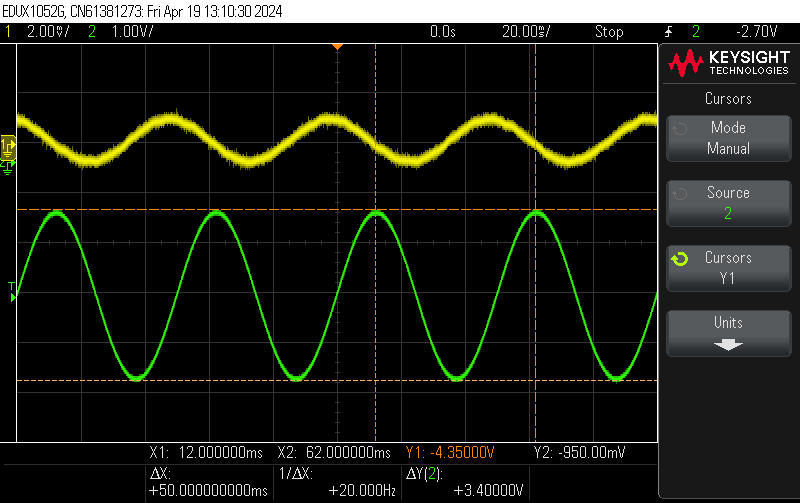 EDUX1052G, CN61381273: Fri Apr 19 13:10:30 2024
1 2.00V/ 2 1.00V/ 0.0s 20.00ms/ Stop 2 -2.70V
KEYSIGHT
TECHNOLOGIES
Cursors
Mode
Manual
Source
2
Cursors
Y1
Units
T
X1: 12.000000ms X2: 62.000000ms Y1: -4.35000V Y2: -950.00mV
ΔX: 1/ΔX: ΔY(2):
+50.000000000ms +20.000Hz +3.40000V